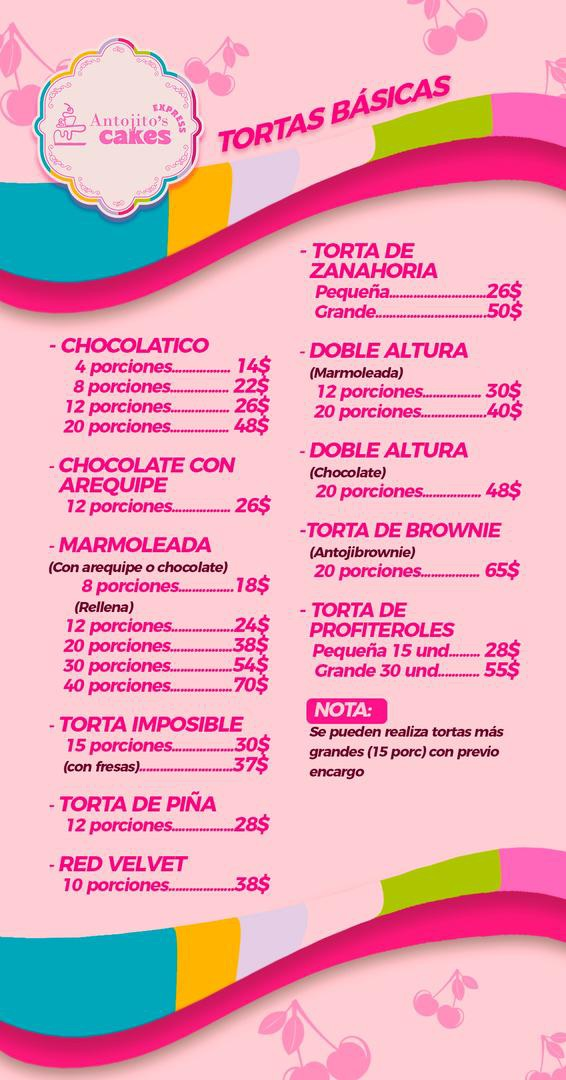 Antojito's
EXPRESS
cakes
TORTAS BÁSICAS
- CHOCOLATICO
4 porciones................. 14$
8 porciones................. 22$
12 porciones................ 26$
20 porciones................ 48$
- CHOCOLATE CON
AREQUIPE
12 porciones................. 26$
- MARMOLEADA
(Con arequipe o chocolate)
8 porciones...............18$
(Rellena)
12 porciones.................24$
20 porciones.................38$
30 porciones.................54$
40 porciones.................70$
- TORTA IMPOSIBLE
15 porciones..................30$
(con fresas)..........................37$
- TORTA DE PIÑA
12 porciones..................28$
- RED VELVET
10 porciones...................38$
- TORTA DE
ZANAHORIA
Pequeña............................26$
Grande................................50$
- DOBLE ALTURA
(Marmoleada)
12 porciones................. 30$
20 porciones.................40$
- DOBLE ALTURA
(Chocolate)
20 porciones................. 48$
-TORTA DE BROWNIE
(Antojibrownie)
20 porciones................. 65$
- TORTA DE
PROFITEROLES
Pequeña 15 und......... 28$
Grande 30 und............ 55$
NOTA:
Se pueden realiza tortas más
grandes (15 porc) con previo
encargo